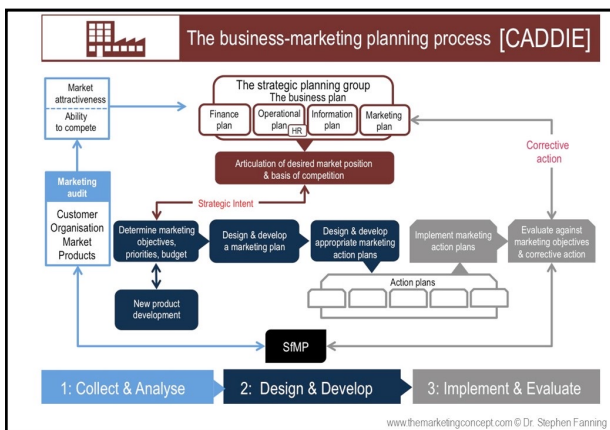 The business-marketing planning process [CADDIE]
Market
attractiveness
Ability
to compete
The strategic planning group
The business plan
Finance
plan
Operational
plan
HR
Information
plan
Marketing
plan
Articulation of desired market position
& basis of competition
Corrective
action
Marketing
audit
Customer
Organisation
Market
Products
Strategic Intent
Determine marketing
objectives,
priorities, budget
Design & develop
a marketing plan
Design & develop
appropriate marketing
action plans
Implement marketing
action plans
Evaluate against
marketing objectives
& corrective action
Action plans
New product
development
SfMP
1: Collect & Analyse
2: Design & Develop
3: Implement & Evaluate
www.themarketingconcept.com © Dr. Stephen Fanning